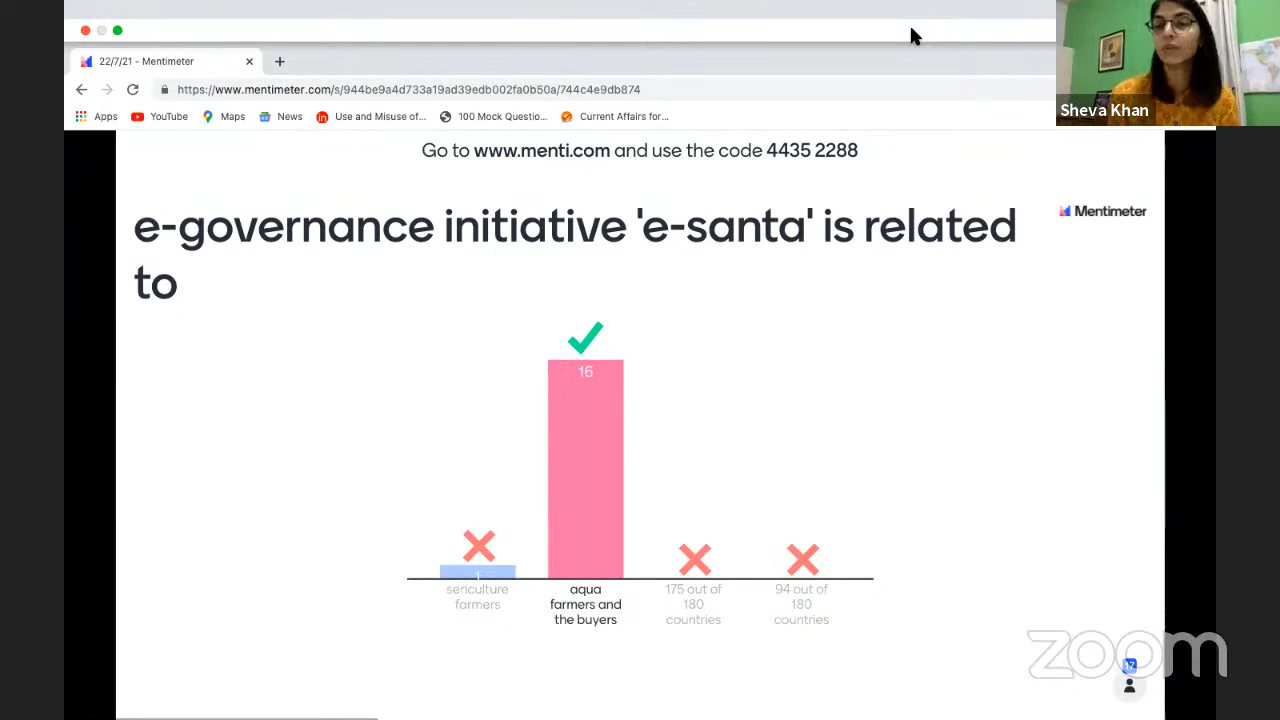 22/7/21 - Mentimeter
https://www.mentimeter.com/s/944be9a4d733a19ad39edb002fa0b50a/744c4e9db874
Apps YouTube Maps News Use and Misuse of... 100 Mock Questio... Current Affairs for...
Sheva Khan
Go to www.menti.com and use the code 4435 2288
Mentimeter
e-governance initiative 'e-santa' is related
to
16
1
sericulture
farmers
aqua
farmers and
the buyers
175 out of
180
countries
94 out of
180
countries
zoom
17